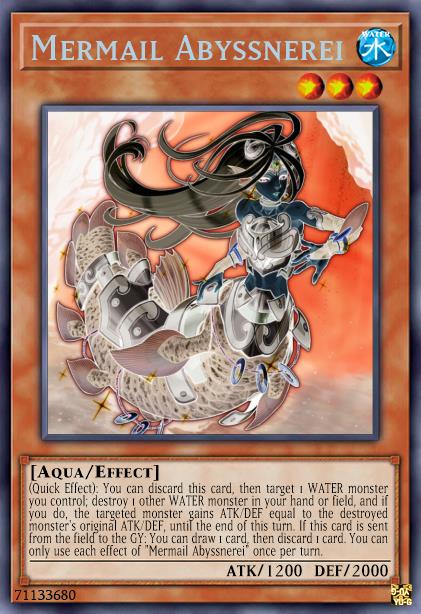 MERMAIL ABYSSNEREI
WATER
水
[AQUA/EFFECT]
(Quick Effect): You can discard this card, then target 1 WATER monster
you control; destroy 1 other WATER monster in your hand or field, and if
you do, the targeted monster gains ATK/DEF equal to the destroyed
monster's original ATK/DEF, until the end of this turn. If this card is sent
from the field to the GY: You can draw 1 card, then discard 1 card. You can
only use each effect of "Mermail Abyssnerei" once per turn.
ATK/1200 DEF/2000
71133680